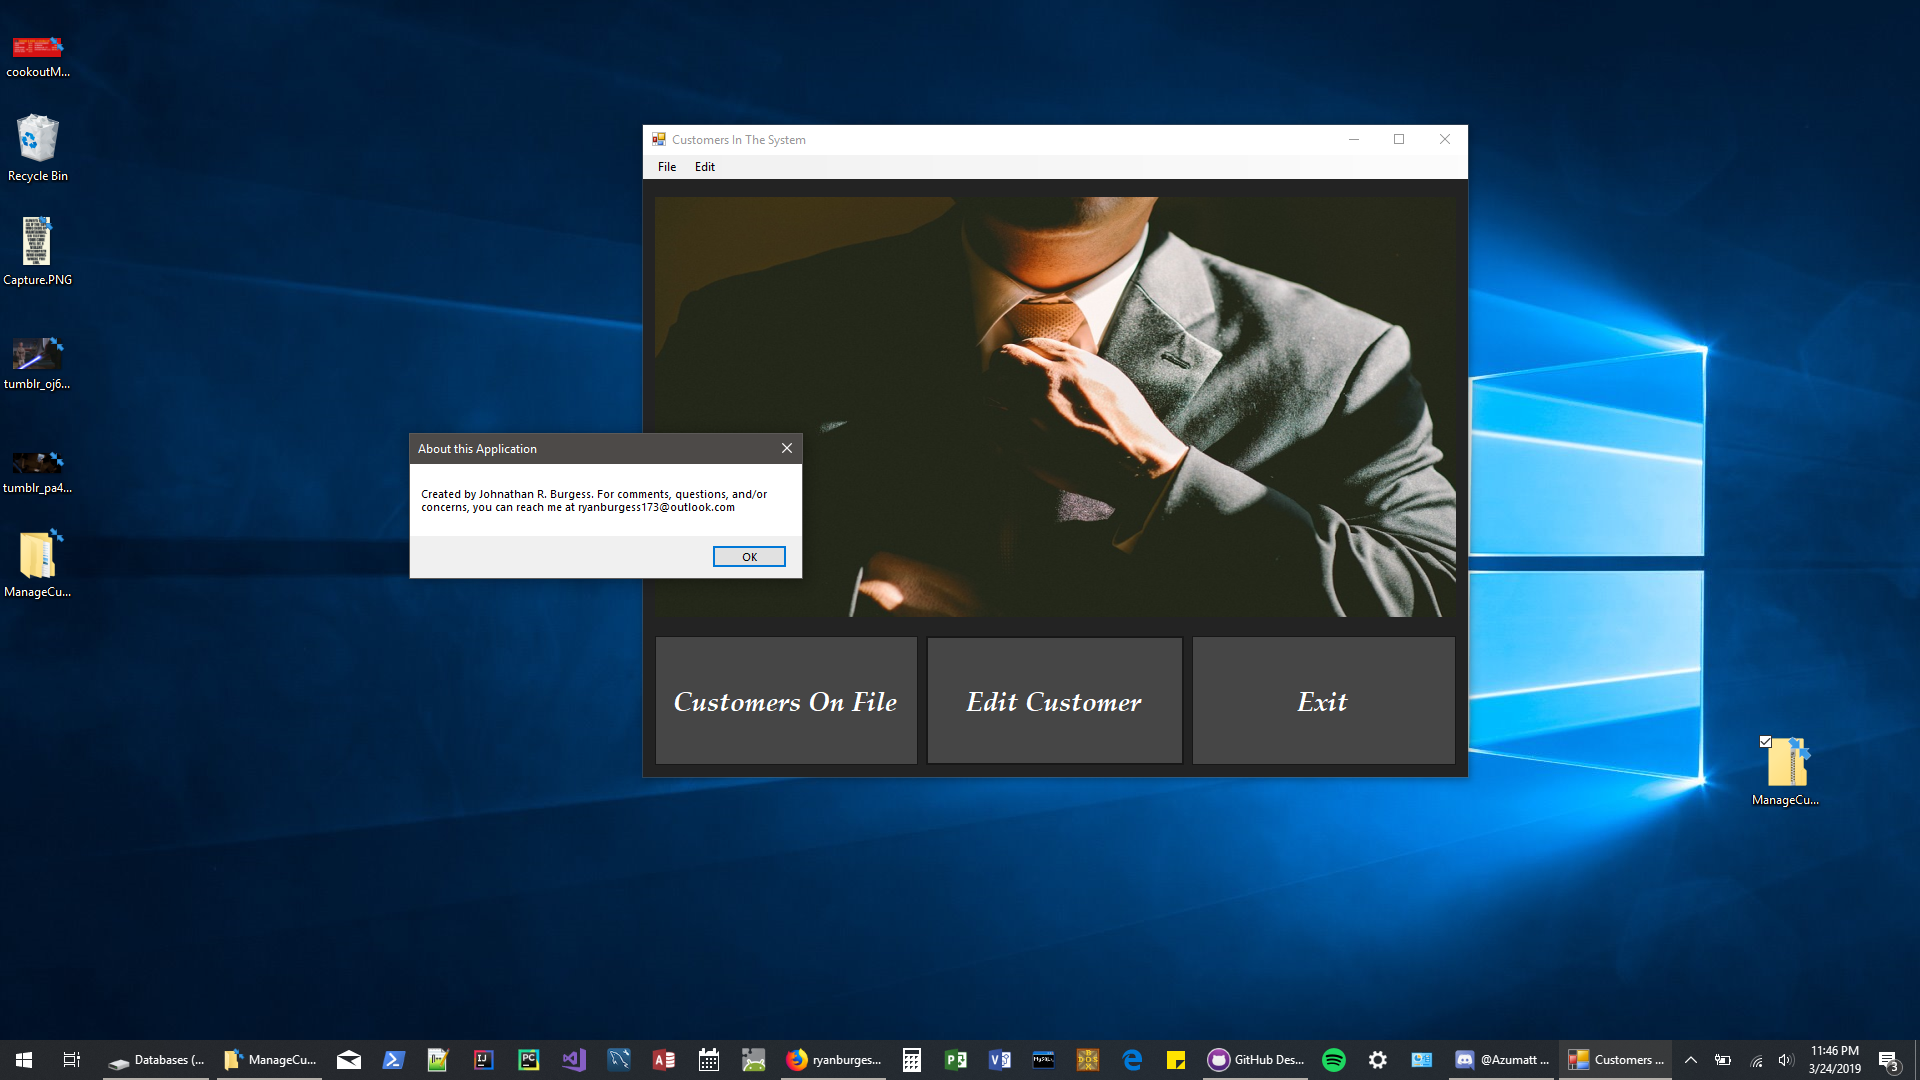 cookoutM...
Recycle Bin
Capture.PNG
tumblr_oj6...
tumblr_pa4...
ManageCu...
Customers In The System
File Edit
About this Application
Created by Johnathan R. Burgess. For comments, questions, and/or
concerns, you can reach me at ryanburgess173@outlook.com
OK
Customers On File
Edit Customer
Exit
ManageCu...
Databases (...
ManageCu...
ryanburges...
GitHub Des...
@Azumatt ...
Customers ...
11:46 PM
3/24/2019
3